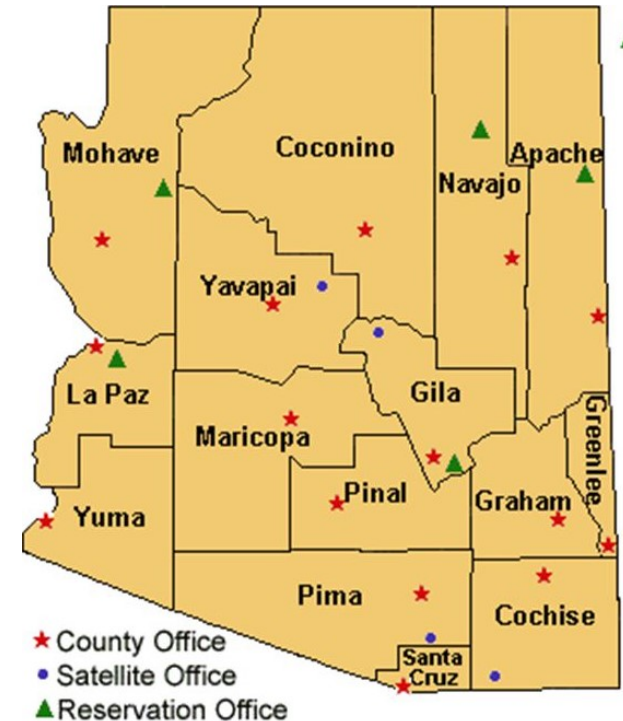 Mohave
Coconino
Apache
Navajo
Yavapai
La Paz
Gila
Greenlee
Maricopa
Pinal
Graham
Yuma
Pima
Cochise
Santa
Cruz
County Office
Satellite Office
Reservation Office